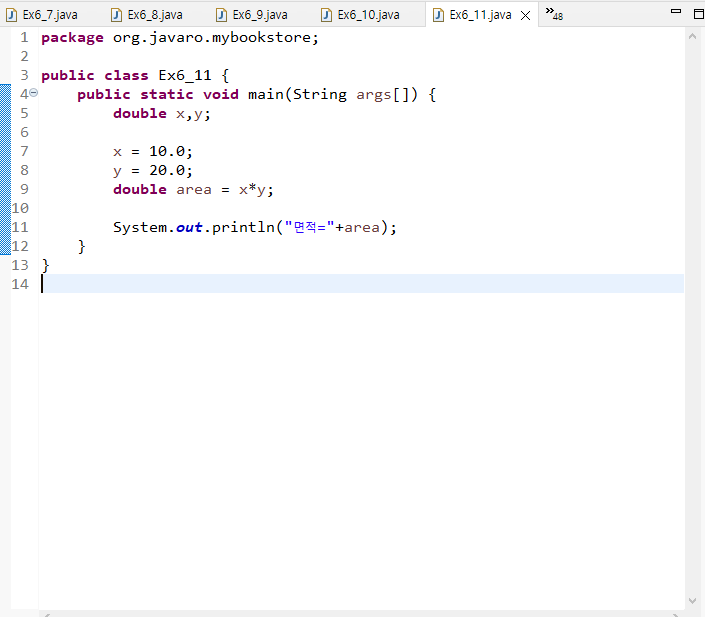 Ex6_7.java Ex6_8.java Ex6_9.java Ex6_10.java Ex6_11.java »48
1 package org.javaro.mybookstore;
2
3 public class Ex6_11 {
4     public static void main(String args[]) {
5         double x,y;
6
7         x = 10.0;
8         y = 20.0;
9         double area = x*y;
10
11         System.out.println("면적="+area);
12     }
13 }
14